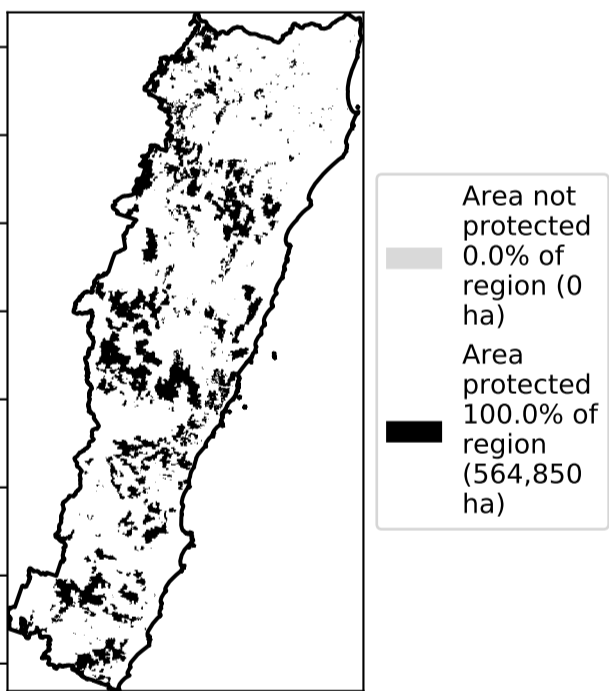 Area not
protected
0.0% of
region (0
ha)
Area
protected
100.0% of
region
(564,850
ha)